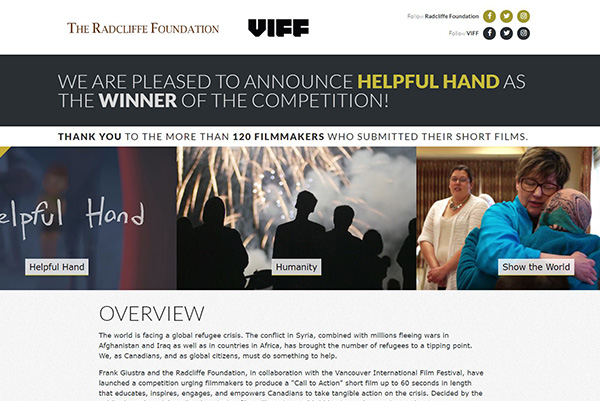 THE RADCLIFFE FOUNDATION
VIFF
Follow Radcliffe Foundation
Follow VIFF
WE ARE PLEASED TO ANNOUNCE HELPFUL HAND AS
THE WINNER OF THE COMPETITION!
THANK YOU TO THE MORE THAN 120 FILMMAKERS WHO SUBMITTED THEIR SHORT FILMS.
elpful Hand
Helpful Hand
Humanity
Show the World
OVERVIEW
The world is facing a global refugee crisis. The conflict in Syria, combined with millions fleeing wars in
Afghanistan and Iraq as well as in countries in Africa, has brought the number of refugees to a tipping point.
We, as Canadians, and as global citizens, must do something to help.
Frank Giustra and the Radcliffe Foundation, in collaboration with the Vancouver International Film Festival, have
launched a competition urging filmmakers to produce a "Call to Action" short film up to 60 seconds in length
that educates, inspires, engages, and empowers Canadians to take tangible action on the crisis. Decided by the